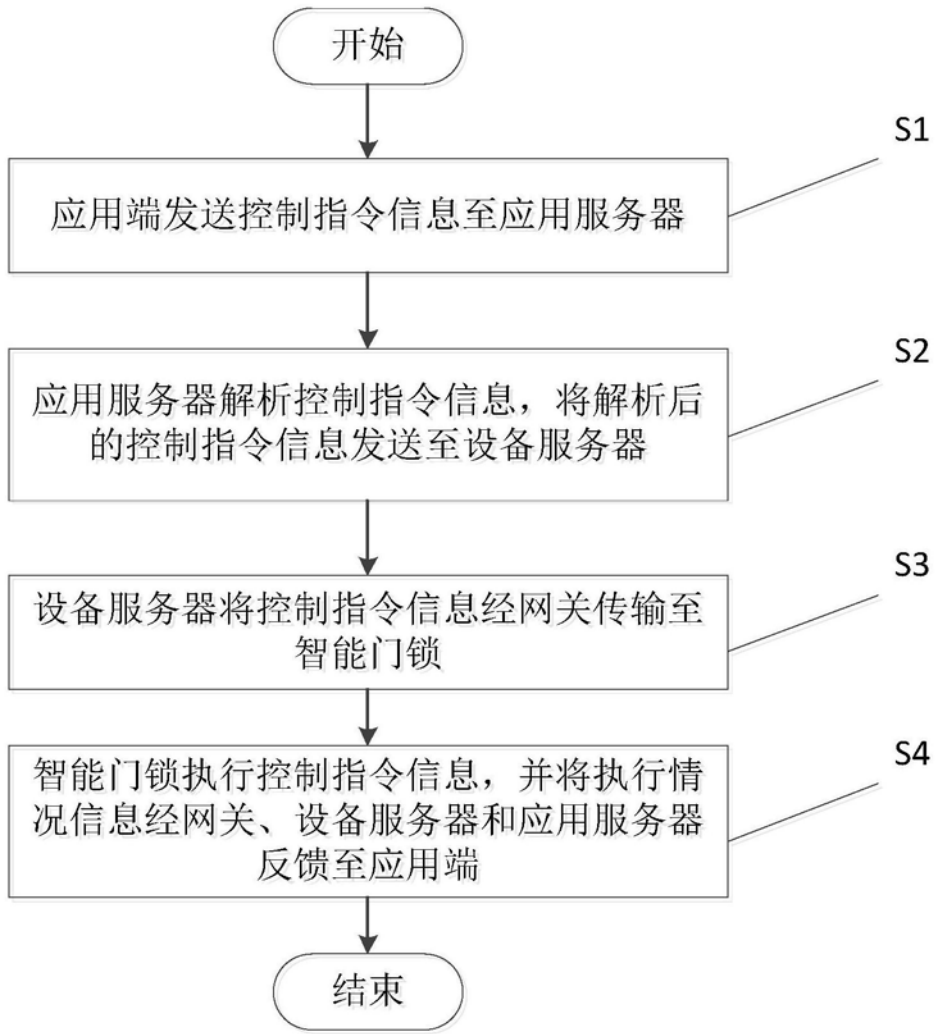 开始
S1
应用端发送控制指令信息至应用服务器
S2
应用服务器解析控制指令信息，将解析后
的控制指令信息发送至设备服务器
S3
设备服务器将控制指令信息经网关传输至
智能门锁
S4
智能门锁执行控制指令信息，并将执行情
况信息经网关、设备服务器和应用服务器
反馈至应用端
结束